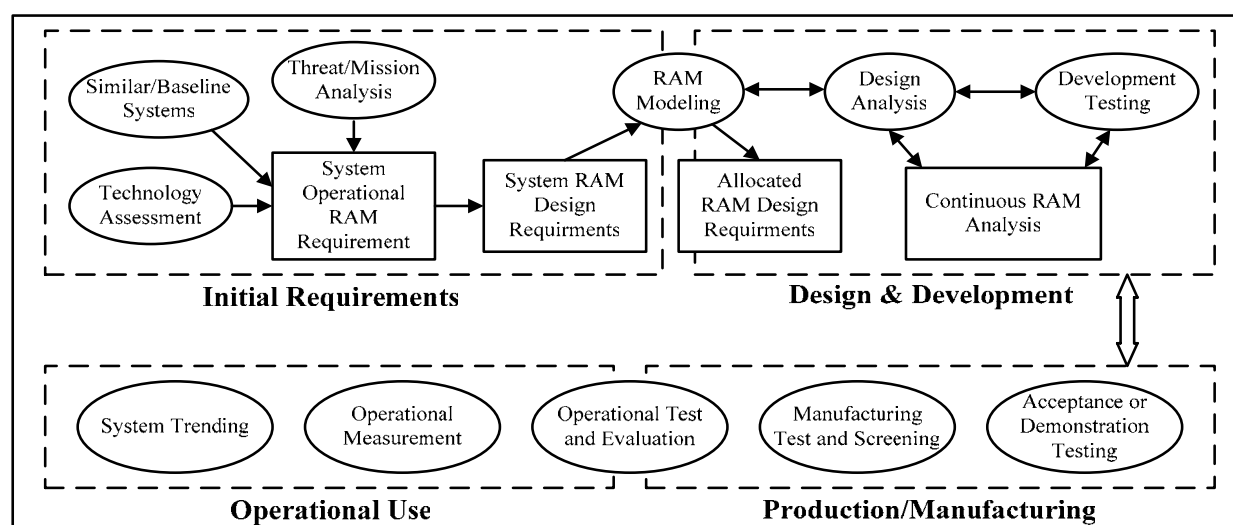 Similar/Baseline
Systems
Threat/Mission
Analysis
Technology
Assessment
System
Operational
RAM
Requirement
System RAM
Design
Requirments
RAM
Modeling
Allocated
RAM Design
Requirments
Design
Analysis
Development
Testing
Continuous RAM
Analysis
Initial Requirements
Design & Development
System Trending
Operational
Measurement
Operational Test
and Evaluation
Manufacturing
Test and Screening
Acceptance or
Demonstration
Testing
Operational Use
Production/Manufacturing